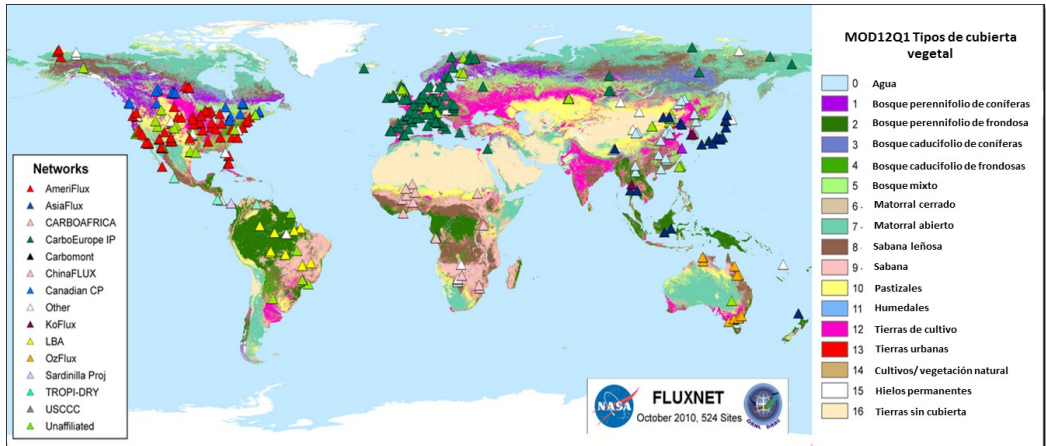 MOD12Q1 Tipos de cubierta
vegetal
0 Agua
1 Bosque perennifolio de coníferas
2 Bosque perennifolio de frondosa
3 Bosque caducifolio de coníferas
4 Bosque caducifolio de frondosas
5 Bosque mixto
6 Matorral cerrado
7 Matorral abierto
8 Sabana leñosa
9 Sabana
10 Pastizales
11 Humedales
12 Tierras de cultivo
13 Tierras urbanas
14 Cultivos/ vegetación natural
15 Hielos permanentes
16 Tierras sin cubierta
Networks
AmeriFlux
AsiaFlux
CARBOAFRICA
CarboEurope IP
Carbomont
ChinaFLUX
Canadian CP
Other
KoFlux
LBA
OzFlux
Sardinilla Proj
TROPI-DRY
USCCC
Unaffiliated
NASA
FLUXNET
October 2010, 524 Sites
ORNL DAAC